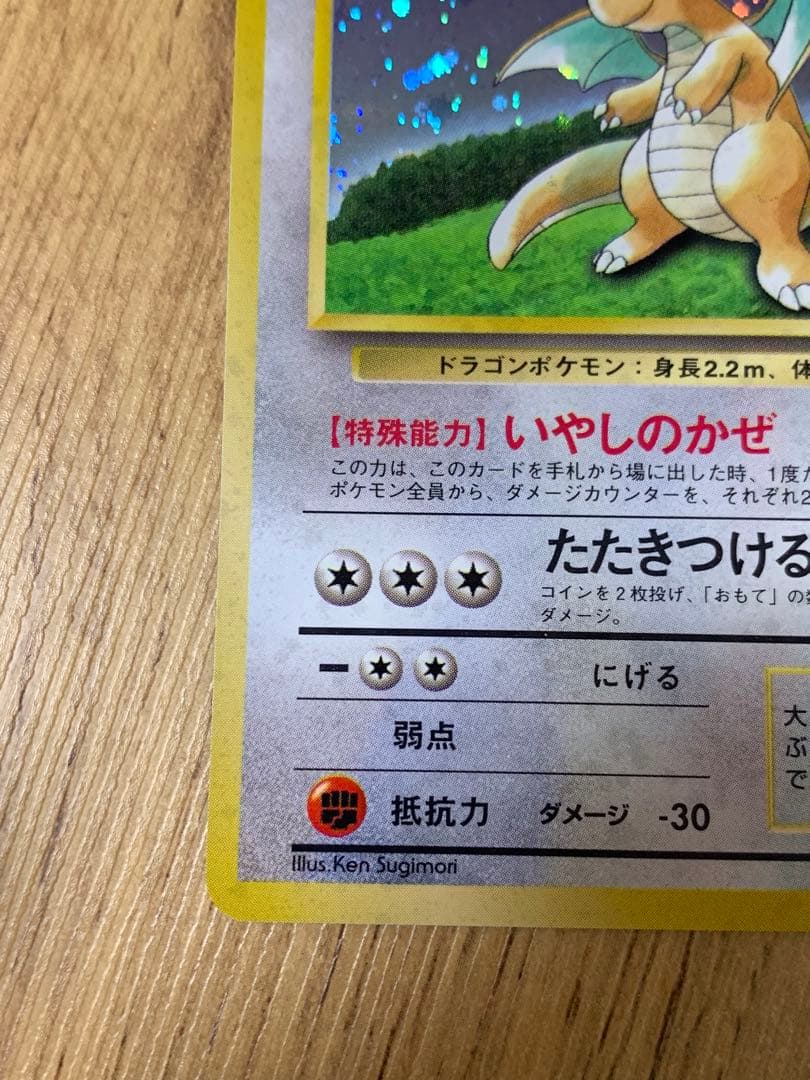 ドラゴンポケモン：身長2.2m、体
【特殊能力】いやしのかぜ
この力は、このカードを手札から場に出した時、1度
ポケモン全員から、ダメージカウンターを、それぞれ2
たたきつける
コインを2枚投げ、「おもて」の
ダメージ。
にげる
弱点
抵抗力 ダメージ -30
大
ぶ
で
Illus.Ken Sugimori